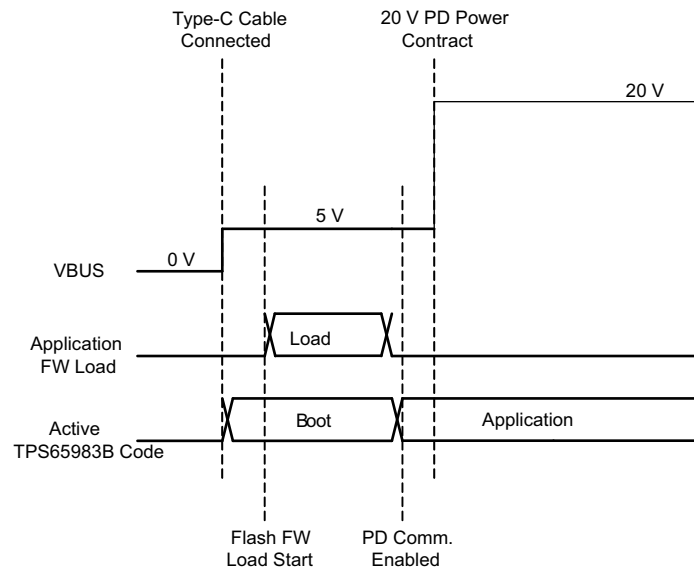 Type-C Cable
Connected
20 V PD Power
Contract
20 V
5 V
0 V
VBUS
Load
Application
FW Load
Boot
Application
Active
TPS65983B Code
Flash FW
Load Start
PD Comm.
Enabled